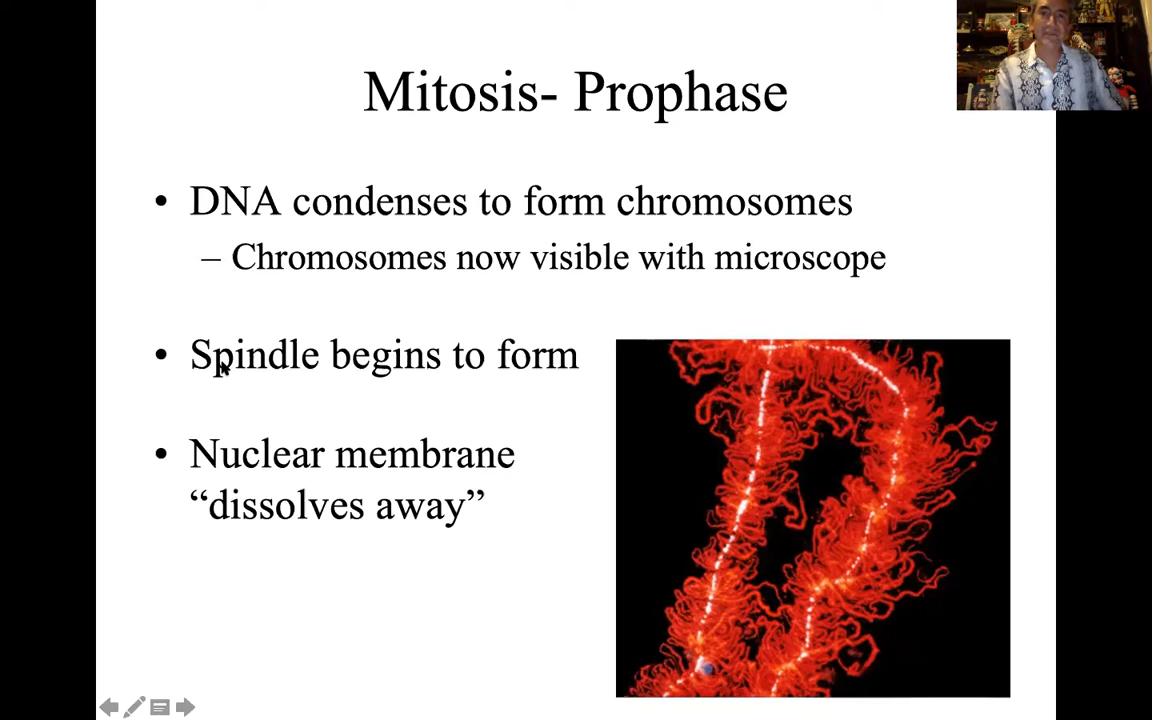 Mitosis- Prophase
• DNA condenses to form chromosomes
– Chromosomes now visible with microscope
• Spindle begins to form
• Nuclear membrane
“dissolves away”